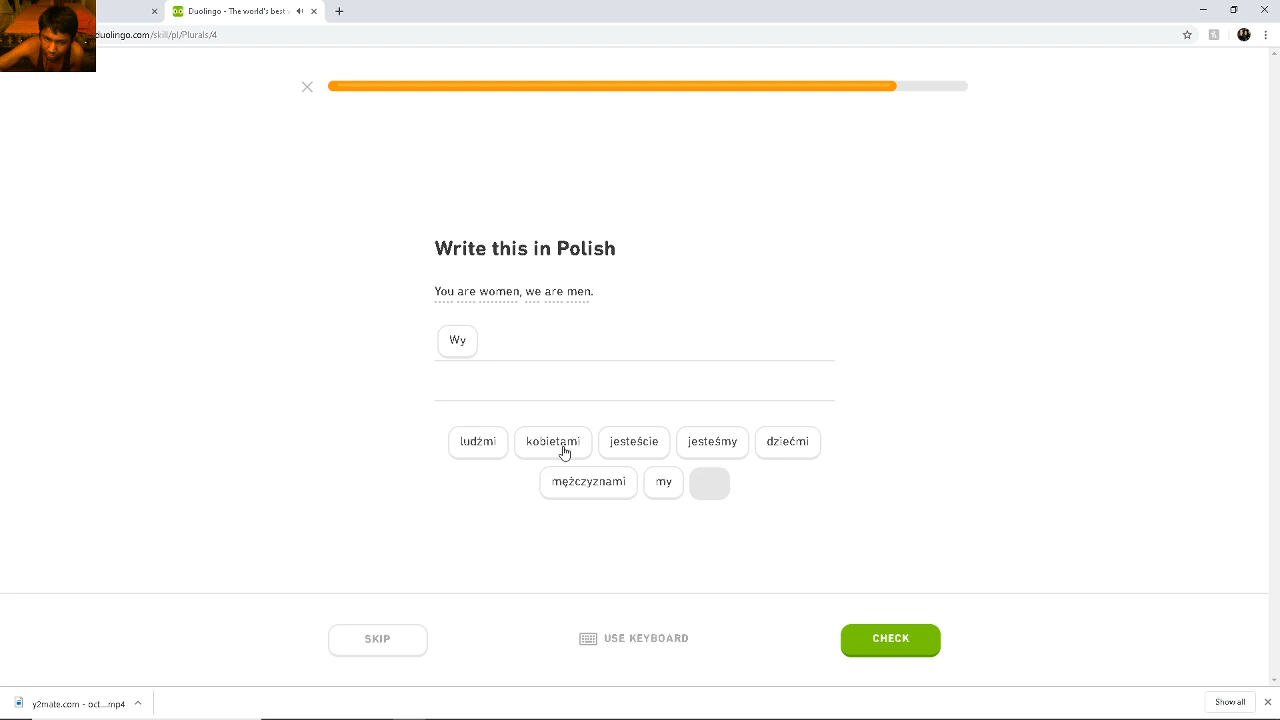 Duolingo - The world's best
duolingo.com/skill/pl/Plurals/4
Write this in Polish
You are women, we are men.
Wy
ludźmi kobietami jesteście jesteśmy dziećmi
mężczyznami my
SKIP USE KEYBOARD CHECK
y2mate.com - oct....mp4 Show all